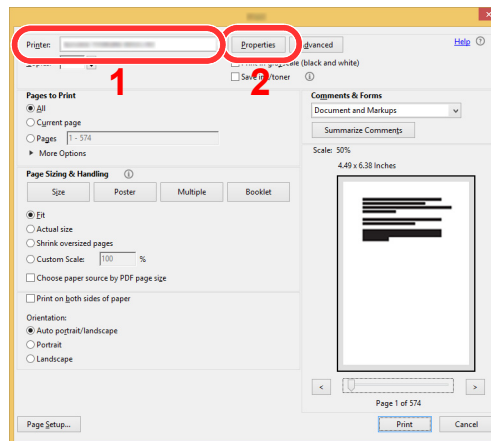 Printer:
Properties
Advanced
Help
1
2
Print in grayscale (black and white)
Save ink/toner
Pages to Print
All
Current page
Pages 1 - 574
More Options
Comments & Forms
Document and Markups
Summarize Comments
Scale: 50%
4.49 x 6.38 Inches
Page Sizing & Handling
Size Poster Multiple Booklet
Fit
Actual size
Shrink oversized pages
Custom Scale: 100 %
Choose paper source by PDF page size
Print on both sides of paper
Orientation:
Auto portrait/landscape
Portrait
Landscape
< >
Page 1 of 574
Page Setup...
Print
Cancel